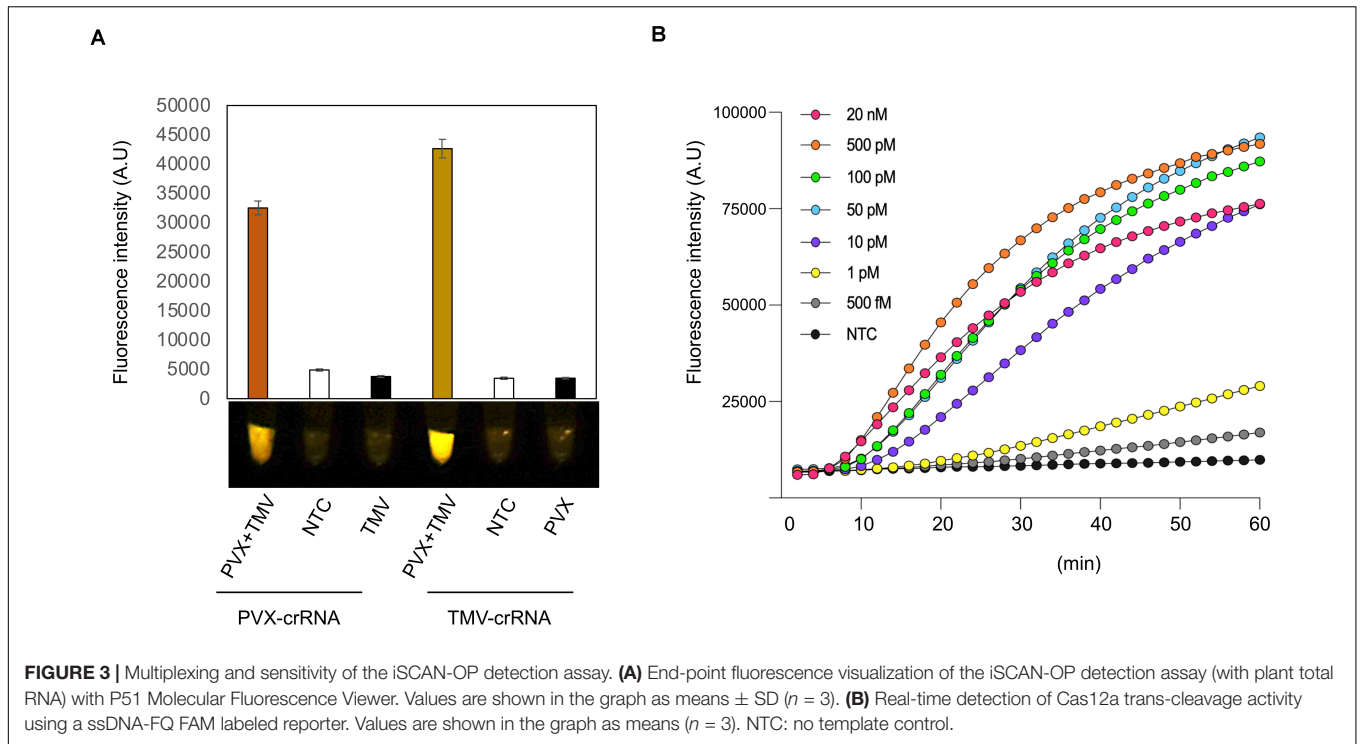 A
50000
45000
40000
35000
30000
25000
20000
15000
10000
5000
0
Fluorescence intensity (A.U)
PVX+TMV
NTC
TMV
PVX+TMV
NTC
PVX
PVX-crRNA
TMV-crRNA
B
100000
75000
50000
25000
Fluorescence intensity (A.U)
20 nM
500 pM
100 pM
50 pM
10 pM
1 pM
500 fM
NTC
0 10 20 30 40 50 60
(min)
FIGURE 3 | Multiplexing and sensitivity of the iSCAN-OP detection assay. (A) End-point fluorescence visualization of the iSCAN-OP detection assay (with plant total
RNA) with P51 Molecular Fluorescence Viewer. Values are shown in the graph as means ± SD (n = 3). (B) Real-time detection of Cas12a trans-cleavage activity
using a ssDNA-FQ FAM labeled reporter. Values are shown in the graph as means (n = 3). NTC: no template control.